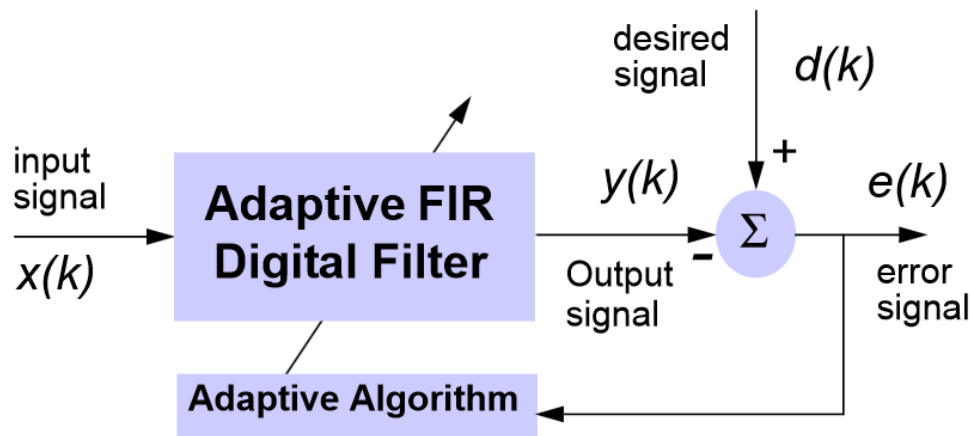 desired
signal
d(k)
input
signal
x(k)
Adaptive FIR
Digital Filter
y(k)
+
-
Σ
e(k)
Output
signal
error
signal
Adaptive Algorithm